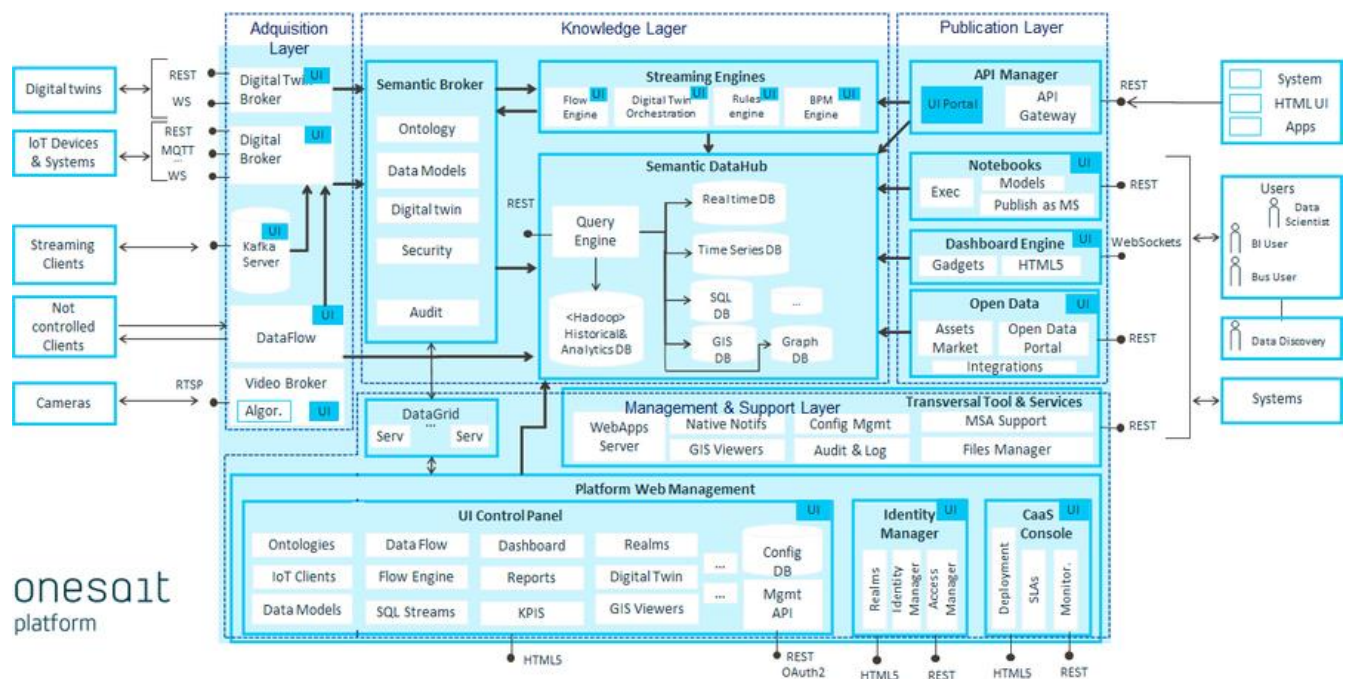 Adquisition
Layer
Knowledge Lager
Publication Layer
Digital twins
REST
WS
Digital Twin
Broker
UI
IoT Devices
& Systems
REST
MQTT
...
WS
Digital
Broker
UI
Streaming
Clients
Kafka
Server
UI
Not
controlled
Clients
DataFlow
UI
Cameras
RTSP
Video Broker
Algor.
UI
Semantic Broker
Ontology
Data Models
Digital twin
Security
Audit
Streaming Engines
Flow
Engine
UI
Digital Twin
Orchestration
UI
Rules
engine
UI
BPM
Engine
UI
Semantic DataHub
REST
Query
Engine
Realtime DB
Time Series DB
SQL
DB
...
GIS
DB
Graph
DB
<Hadoop>
Historical&
Analytics DB
API Manager
UI Portal
API
Gateway
REST
Notebooks
UI
Exec
Models
Publish as MS
REST
Dashboard Engine
UI
Gadgets
HTML5
WebSockets
Open Data
UI
Assets
Market
Open Data
Portal
Integrations
REST
System
HTML UI
Apps
Users
Data
Scientist
BI User
Bus User
Data Discovery
Systems
DataGrid
...
Serv
Serv
Management & Support Layer
Transversal Tool & Services
WebApps
Server
Native Notifs
GIS Viewers
Config Mgmt
Audit & Log
MSA Support
Files Manager
REST
Platform Web Management
UI Control Panel
UI
Ontologies
Data Flow
Dashboard
Realms
...
Config
DB
IoT Clients
Flow Engine
Reports
Digital Twin
...
Mgmt
API
Data Models
SQL Streams
KPIS
GIS Viewers
Identity
Manager
UI
Realms
Identity
Manager
Access
Manager
CaaS
Console
UI
Deployment
SLAs
Monitor.
HTML5
REST
OAuth2
HTML5
REST
HTML5
REST
onesait
platform